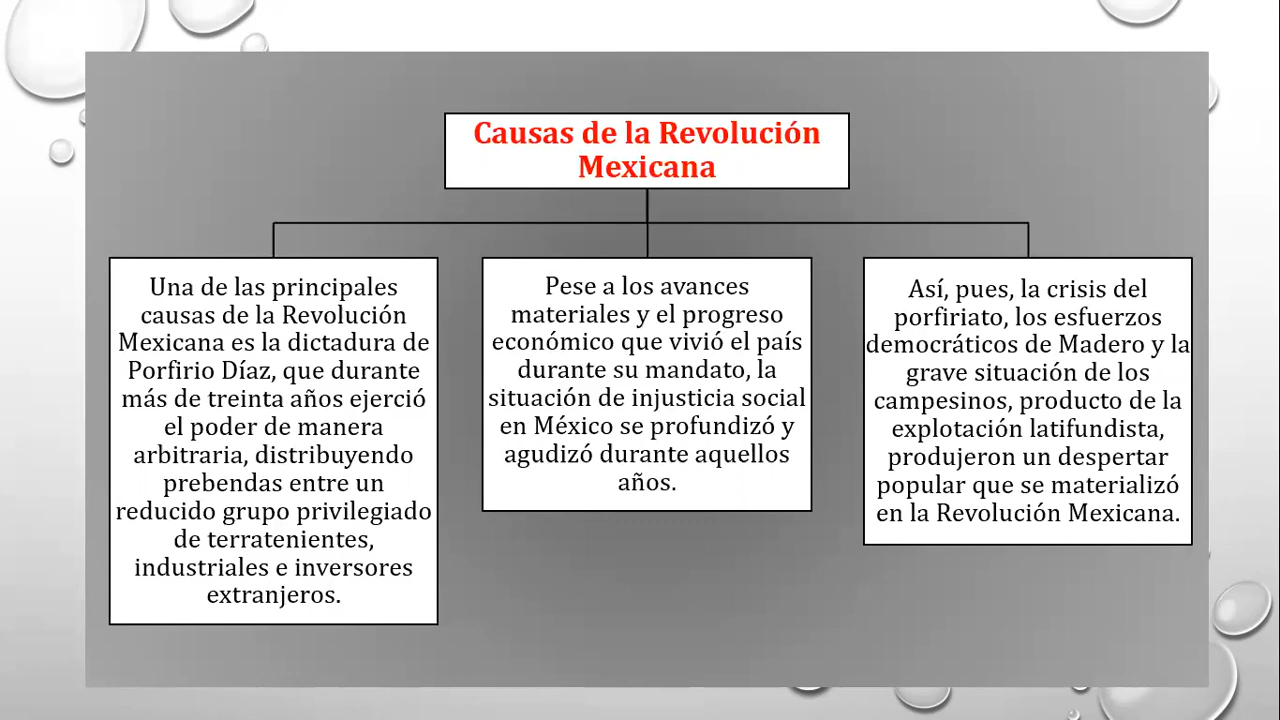 Causas de la Revolución
Mexicana
Una de las principales
causas de la Revolución
Mexicana es la dictadura de
Porfirio Díaz, que durante
más de treinta años ejerció
el poder de manera
arbitraria, distribuyendo
prebendas entre un
reducido grupo privilegiado
de terratenientes,
industriales e inversores
extranjeros.
Pese a los avances
materiales y el progreso
económico que vivió el país
durante su mandato, la
situación de injusticia social
en México se profundizó y
agudizó durante aquellos
años.
Así, pues, la crisis del
porfiriato, los esfuerzos
democráticos de Madero y la
grave situación de los
campesinos, producto de la
explotación latifundista,
produjeron un despertar
popular que se materializó
en la Revolución Mexicana.